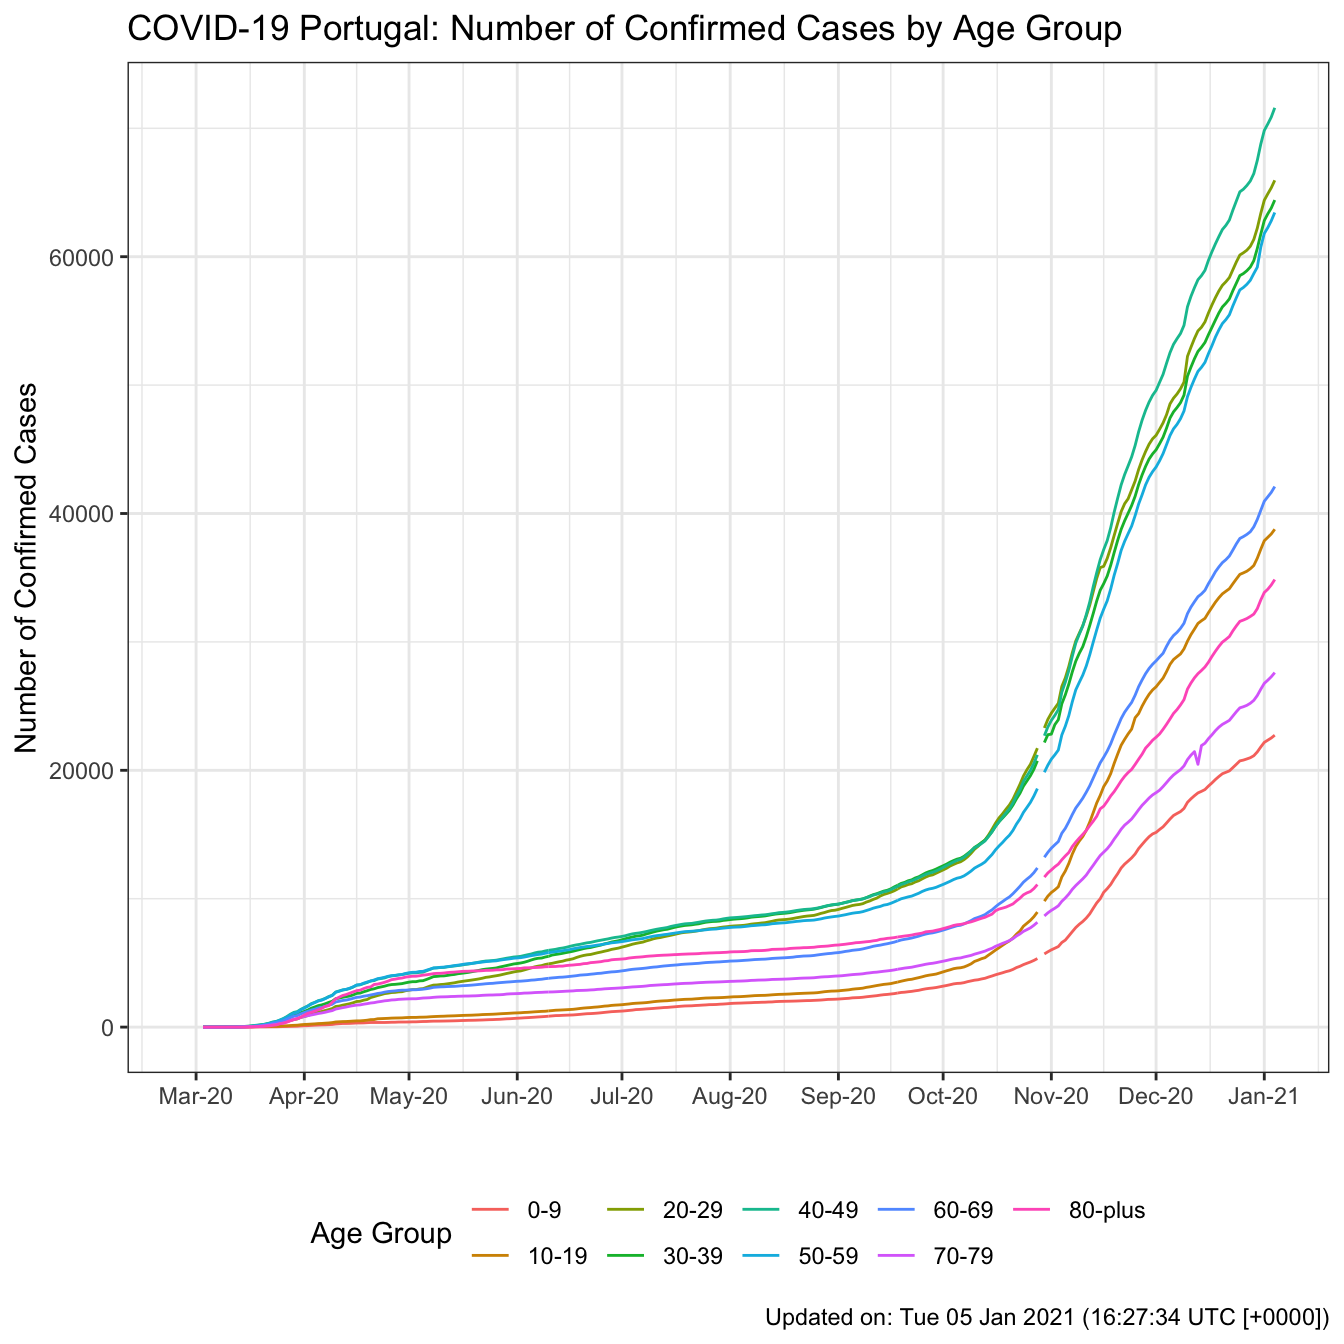 COVID-19 Portugal: Number of Confirmed Cases by Age Group
Number of Confirmed Cases
60000
40000
20000
0
Mar-20 Apr-20 May-20 Jun-20 Jul-20 Aug-20 Sep-20 Oct-20 Nov-20 Dec-20 Jan-21
Age Group
0-9 20-29 40-49 60-69 80-plus
10-19 30-39 50-59 70-79
Updated on: Tue 05 Jan 2021 (16:27:34 UTC [+0000])